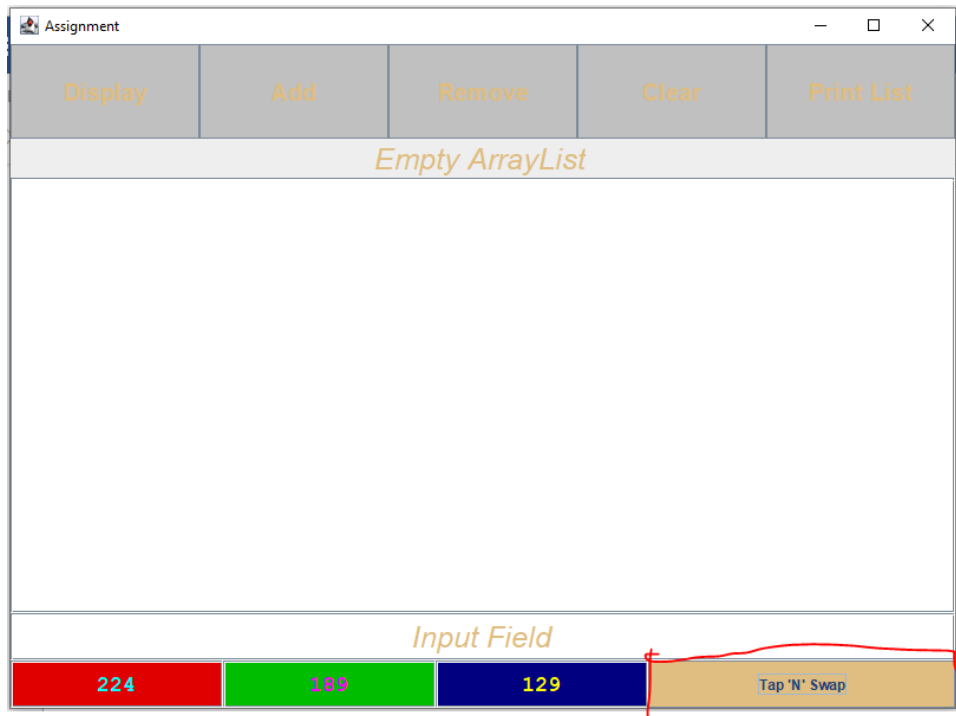 Assignment
Display Add Remove Clear Print List
Empty ArrayList
Input Field
224 189 129 Tap 'N' Swap